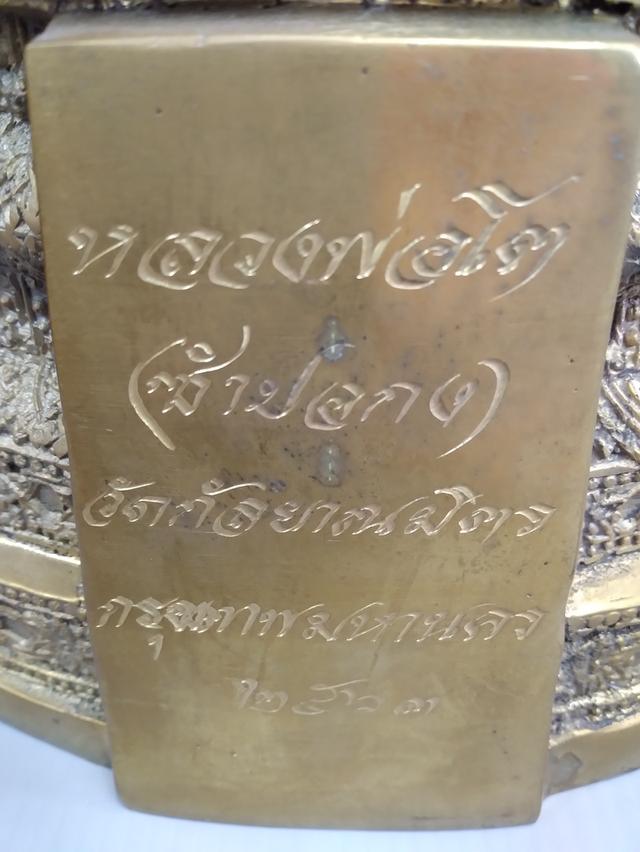 หลวงพ่อโต
(ซำปอกง)
วัดกัลยาณมิตร
กรุงเทพมหานคร